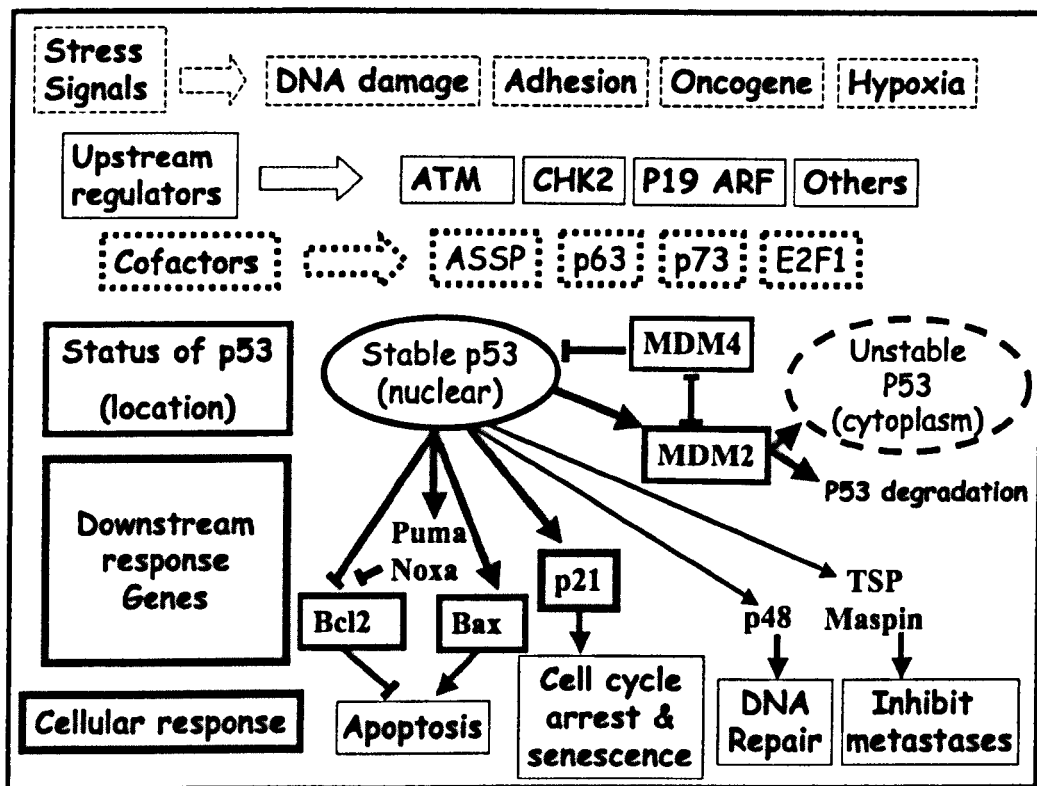 Stress
Signals
DNA damage
Adhesion
Oncogene
Hypoxia
Upstream
regulators
ATM
CHK2
P19 ARF
Others
Cofactors
ASSP
p63
p73
E2F1
Status of p53
(location)
Stable p53
(nuclear)
MDM4
MDM2
Unstable
P53
(cytoplasm)
P53 degradation
Downstream
response
Genes
Puma
Noxa
Bcl2
Bax
p21
p48
TSP
Maspin
Cellular response
Apoptosis
Cell cycle
arrest &
senescence
DNA
Repair
Inhibit
metastases